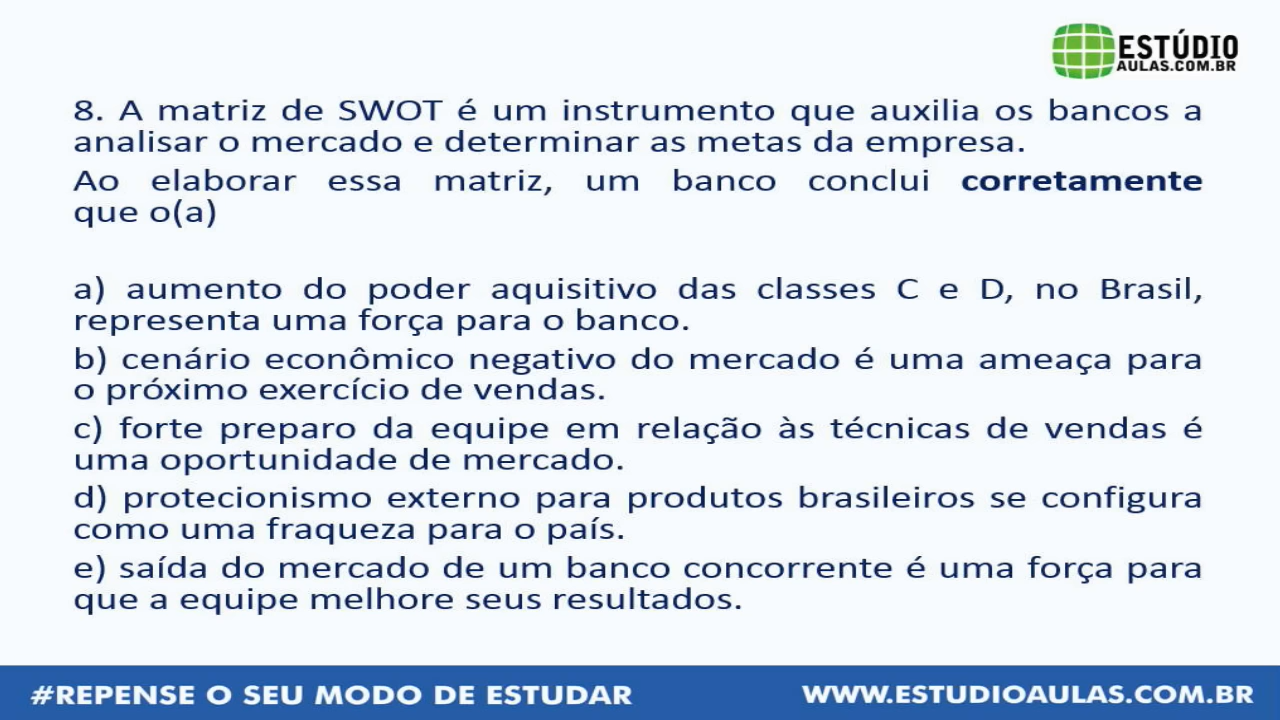 ESTÚDIO
AULAS.COM.BR
8. A matriz de SWOT é um instrumento que auxilia os bancos a
analisar o mercado e determinar as metas da empresa.
Ao elaborar essa matriz, um banco conclui corretamente
que o(a)
a) aumento do poder aquisitivo das classes C e D, no Brasil,
representa uma força para o banco.
b) cenário econômico negativo do mercado é uma ameaça para
o próximo exercício de vendas.
c) forte preparo da equipe em relação às técnicas de vendas é
uma oportunidade de mercado.
d) protecionismo externo para produtos brasileiros se configura
como uma fraqueza para o país.
e) saída do mercado de um banco concorrente é uma força para
que a equipe melhore seus resultados.
#REPENSE O SEU MODO DE ESTUDAR
WWW.ESTUDIOAULAS.COM.BR